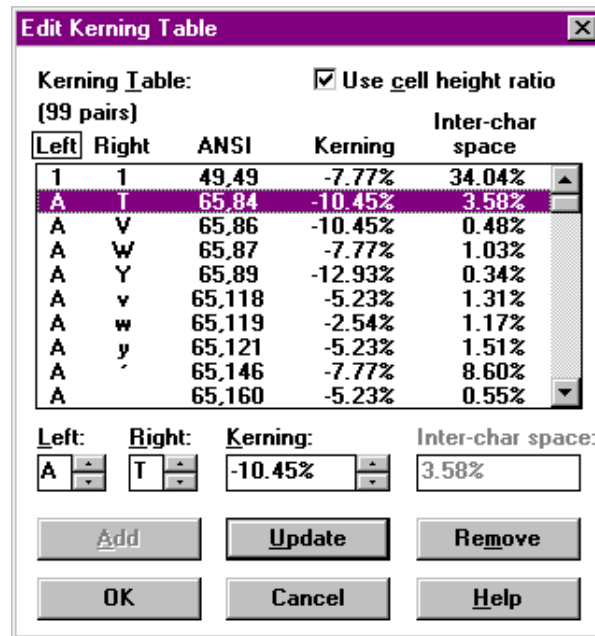 Edit Kerning Table
Kerning Table: Use cell height ratio
(99 pairs)
Left Right ANSI Kerning Inter-char space
1 1 49,49 -7.77% 34.04%
A T 65,84 -10.45% 3.58%
A V 65,86 -10.45% 0.48%
A W 65,87 -7.77% 1.03%
A Y 65,89 -12.93% 0.34%
A v 65,118 -5.23% 1.31%
A w 65,119 -2.54% 1.17%
A y 65,121 -5.23% 1.51%
A ´ 65,146 -7.77% 8.60%
A 65,160 -5.23% 0.55%
Left: Right: Kerning: Inter-char space:
A T -10.45% 3.58%
Add Update Remove
OK Cancel Help